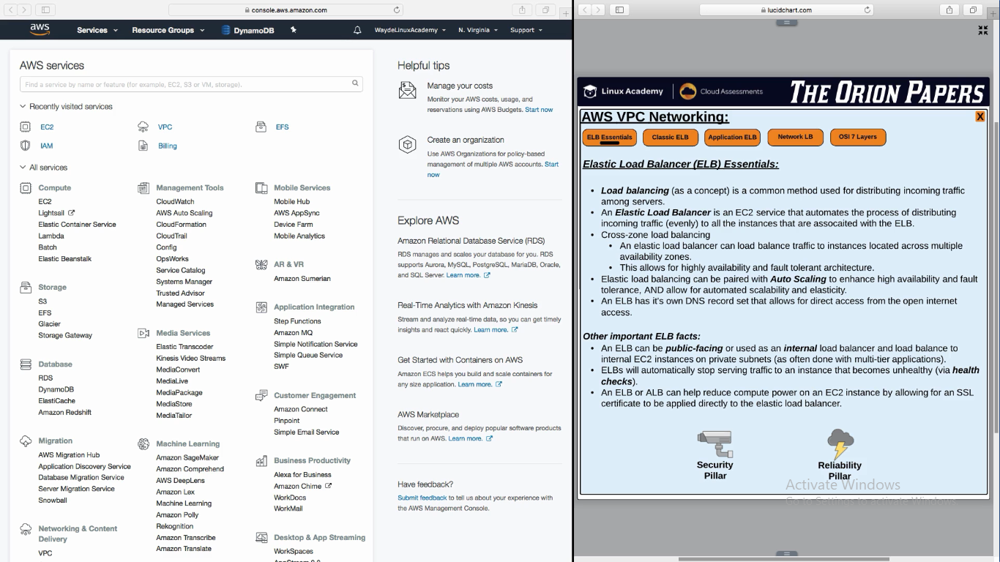 console.aws.amazon.com
aws
Services
Resource Groups
DynamoDB
WaydeLinuxAcademy
N. Virginia
Support
AWS services
Find a service by name or feature (for example, EC2, S3 or VM, storage).
Recently visited services
EC2
VPC
EFS
IAM
Billing
All services
Compute
EC2
Lightsail
Elastic Container Service
Lambda
Batch
Elastic Beanstalk
Storage
S3
EFS
Glacier
Storage Gateway
Database
RDS
DynamoDB
ElastiCache
Amazon Redshift
Migration
AWS Migration Hub
Application Discovery Service
Database Migration Service
Server Migration Service
Snowball
Networking & Content
Delivery
VPC
Management Tools
CloudWatch
AWS Auto Scaling
CloudFormation
CloudTrail
Config
OpsWorks
Service Catalog
Systems Manager
Trusted Advisor
Managed Services
Media Services
Elastic Transcoder
Kinesis Video Streams
MediaConvert
MediaLive
MediaPackage
MediaStore
MediaTailor
Machine Learning
Amazon SageMaker
Amazon Comprehend
AWS DeepLens
Amazon Lex
Machine Learning
Amazon Polly
Rekognition
Amazon Transcribe
Amazon Translate
Mobile Services
Mobile Hub
AWS AppSync
Device Farm
Mobile Analytics
AR & VR
Amazon Sumerian
Application Integration
Step Functions
Amazon MQ
Simple Notification Service
Simple Queue Service
SWF
Customer Engagement
Amazon Connect
Pinpoint
Simple Email Service
Business Productivity
Alexa for Business
Amazon Chime
WorkDocs
WorkMail
Desktop & App Streaming
WorkSpaces
AppStream 2.0
Helpful tips
Manage your costs
Monitor your AWS costs, usage, and
reservations using AWS Budgets. Start now
Create an organization
Use AWS Organizations for policy-based
management of multiple AWS accounts. Start
now
Explore AWS
Amazon Relational Database Service (RDS)
RDS manages and scales your database for you. RDS
supports Aurora, MySQL, PostgreSQL, MariaDB, Oracle,
and SQL Server. Learn more.
Real-Time Analytics with Amazon Kinesis
Stream and analyze real-time data, so you can get timely
insights and react quickly. Learn more.
Get Started with Containers on AWS
Amazon ECS helps you build and scale containers for
any size application. Learn more.
AWS Marketplace
Discover, procure, and deploy popular software products
that run on AWS. Learn more.
Have feedback?
Submit feedback to tell us about your experience with
the AWS Management Console.
lucidchart.com
Linux Academy
Cloud Assessments
THE ORION PAPERS
AWS VPC Networking:
X
ELB Essentials
Classic ELB
Application ELB
Network LB
OSI 7 Layers
Elastic Load Balancer (ELB) Essentials:
• Load balancing (as a concept) is a common method used for distributing incoming traffic
among servers.
• An Elastic Load Balancer is an EC2 service that automates the process of distributing
incoming traffic (evenly) to all the instances that are assocaited with the ELB.
• Cross-zone load balancing
• An elastic load balancer can load balance traffic to instances located across multiple
availability zones.
• This allows for highly availability and fault tolerant architecture.
• Elastic load balancing can be paired with Auto Scaling to enhance high availability and fault
tolerance, AND allow for automated scalability and elasticity.
• An ELB has it's own DNS record set that allows for direct access from the open internet
access.
Other important ELB facts:
• An ELB can be public-facing or used as an internal load balancer and load balance to
internal EC2 instances on private subnets (as often done with multi-tier applications).
• ELBs will automatically stop serving traffic to an instance that becomes unhealthy (via health
checks).
• An ELB or ALB can help reduce compute power on an EC2 instance by allowing for an SSL
certificate to be applied directly to the elastic load balancer.
Security
Pillar
Reliability
Pillar
Activate Windows
Go to Settings to activate Windows.